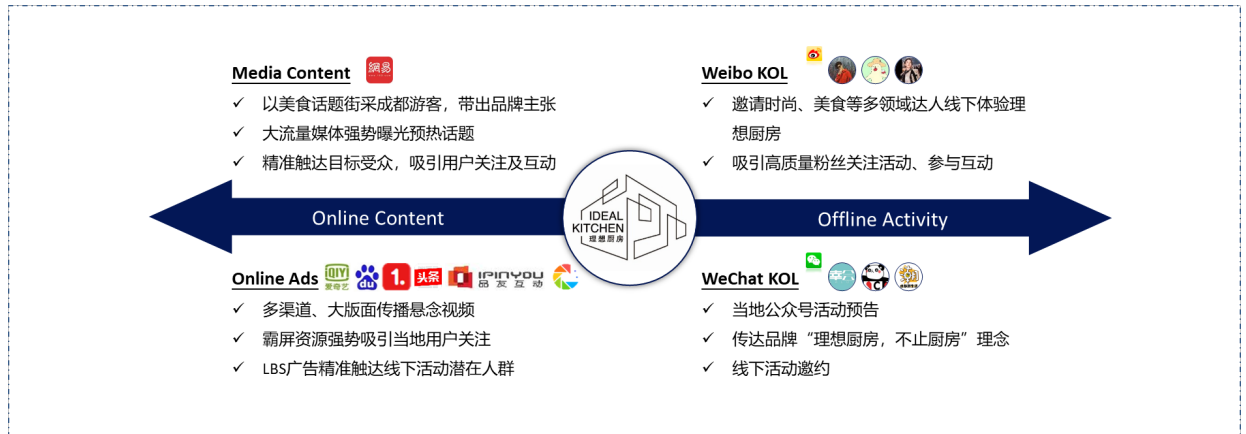 Media Content
網易
✓ 以美食话题街采成都游客，带出品牌主张
✓ 大流量媒体强势曝光预热话题
✓ 精准触达目标受众，吸引用户关注及互动
Weibo KOL
✓ 邀请时尚、美食等多领域达人线下体验理
想厨房
✓ 吸引高质量粉丝关注活动、参与互动
Online Content
IDEAL
KITCHEN
理想厨房
Offline Activity
Online Ads
QIY
爱奇艺
du
1.
头条
IPINYOU
品友互动
✓ 多渠道、大版面传播悬念视频
✓ 霸屏资源强势吸引当地用户关注
✓ LBS广告精准触达线下活动潜在人群
WeChat KOL
C
✓ 当地公众号活动预告
✓ 传达品牌“理想厨房，不止厨房”理念
✓ 线下活动邀约